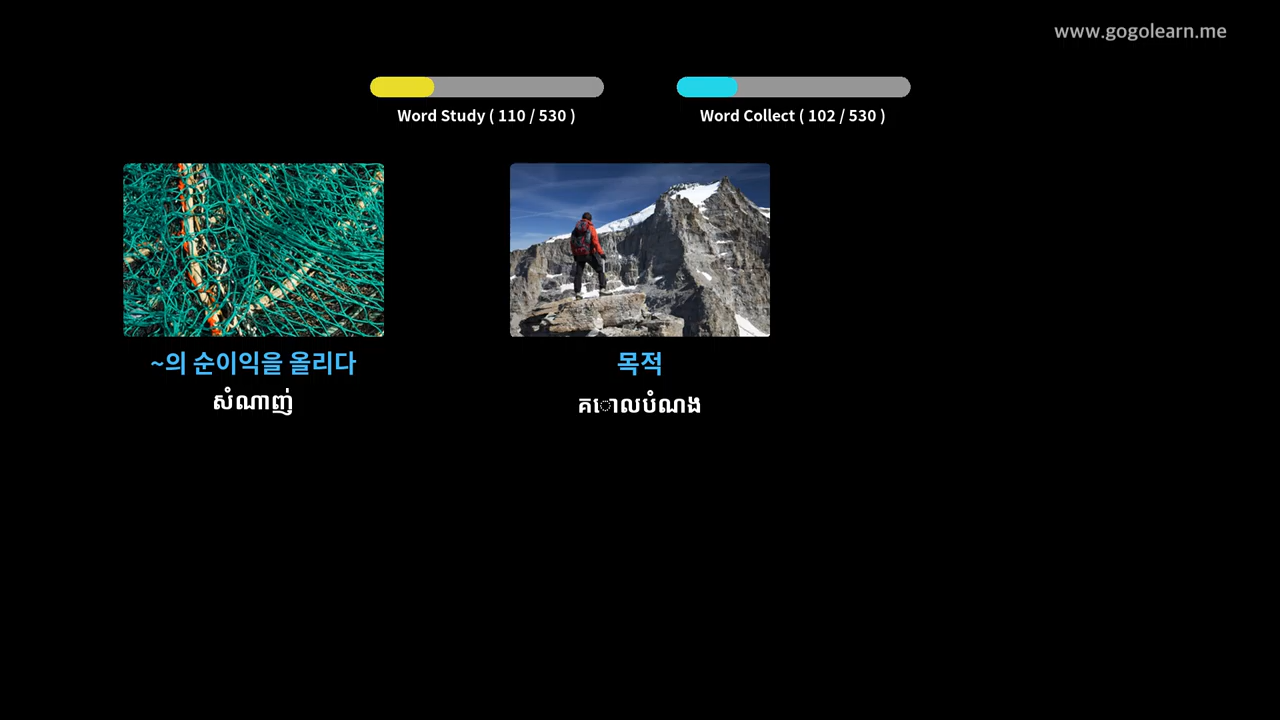 www.gogolearn.me
Word Study ( 110 / 530 )
Word Collect ( 102 / 530 )
~의 순이익을 올리다
목적
សំណាញ់
គោលបំណង